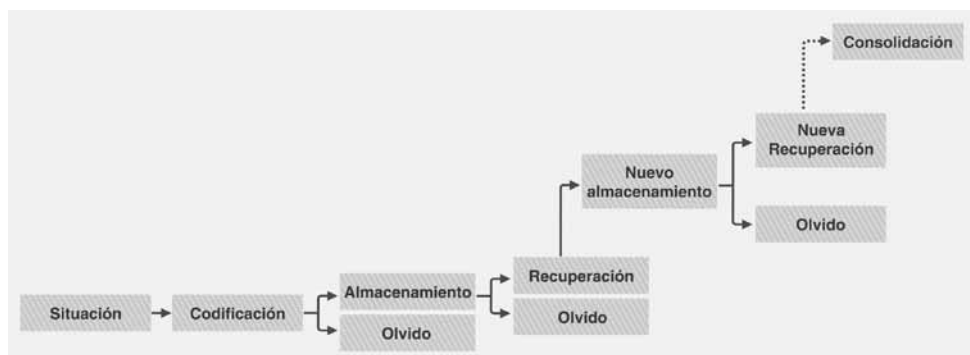 Situación
Codificación
Almacenamiento
Olvido
Recuperación
Olvido
Nuevo
almacenamiento
Nueva
Recuperación
Olvido
Consolidación